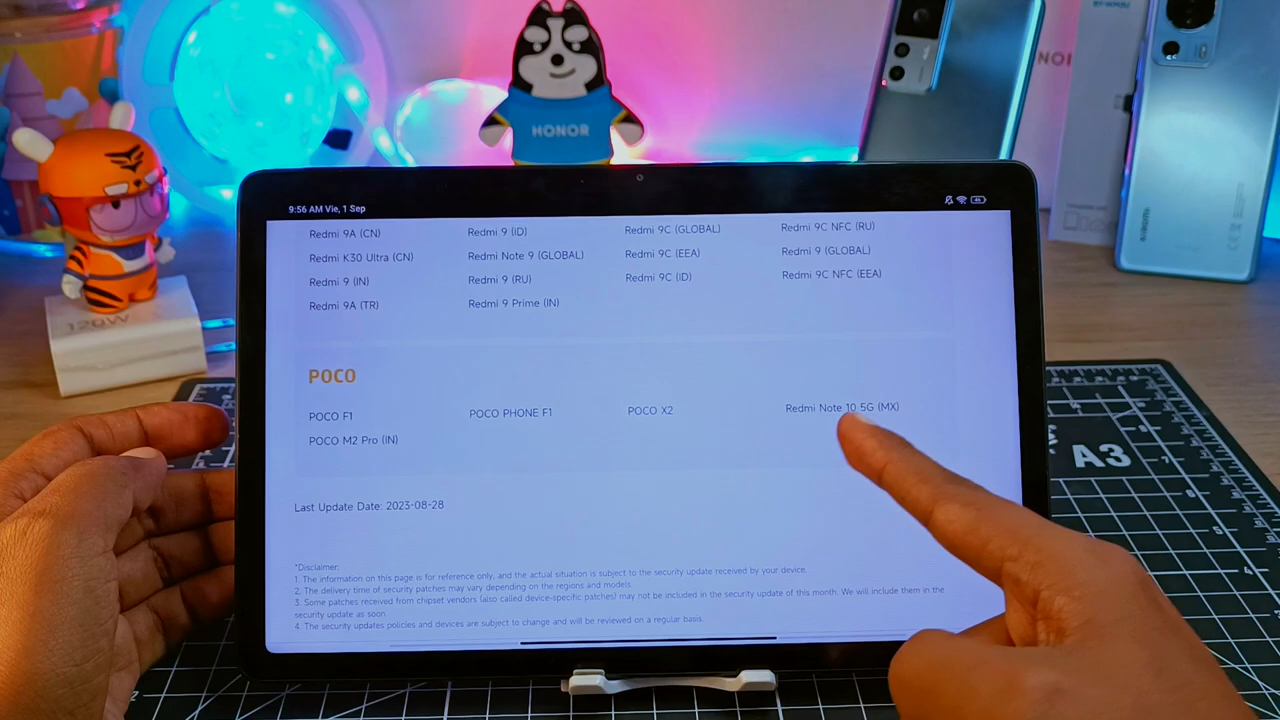 HONOR
HONOR
XIAOMI
120W
9:56 AM Vie, 1 Sep
Redmi 9A (CN) Redmi 9 (ID) Redmi 9C (GLOBAL) Redmi 9C NFC (RU)
Redmi K30 Ultra (CN) Redmi Note 9 (GLOBAL) Redmi 9C (EEA) Redmi 9 (GLOBAL)
Redmi 9 (IN) Redmi 9 (RU) Redmi 9C (ID) Redmi 9C NFC (EEA)
Redmi 9A (TR) Redmi 9 Prime (IN)
POCO
POCO F1 POCO PHONE F1 POCO X2 Redmi Note 10 5G (MX)
POCO M2 Pro (IN)
Last Update Date: 2023-08-28
*Disclaimer:
1. The information on this page is for reference only, and the actual situation is subject to the security update received by your device.
2. The delivery time of security patches may vary depending on the regions and models.
3. Some patches received from chipset vendors (also called device-specific patches) may not be included in the security update of this month. We will include them in the
security update as soon.
4. The security updates policies and devices are subject to change and will be reviewed on a regular basis.
A3